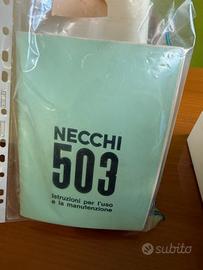 NECCHI
503
Istruzioni per l'uso
e la manutenzione
subito